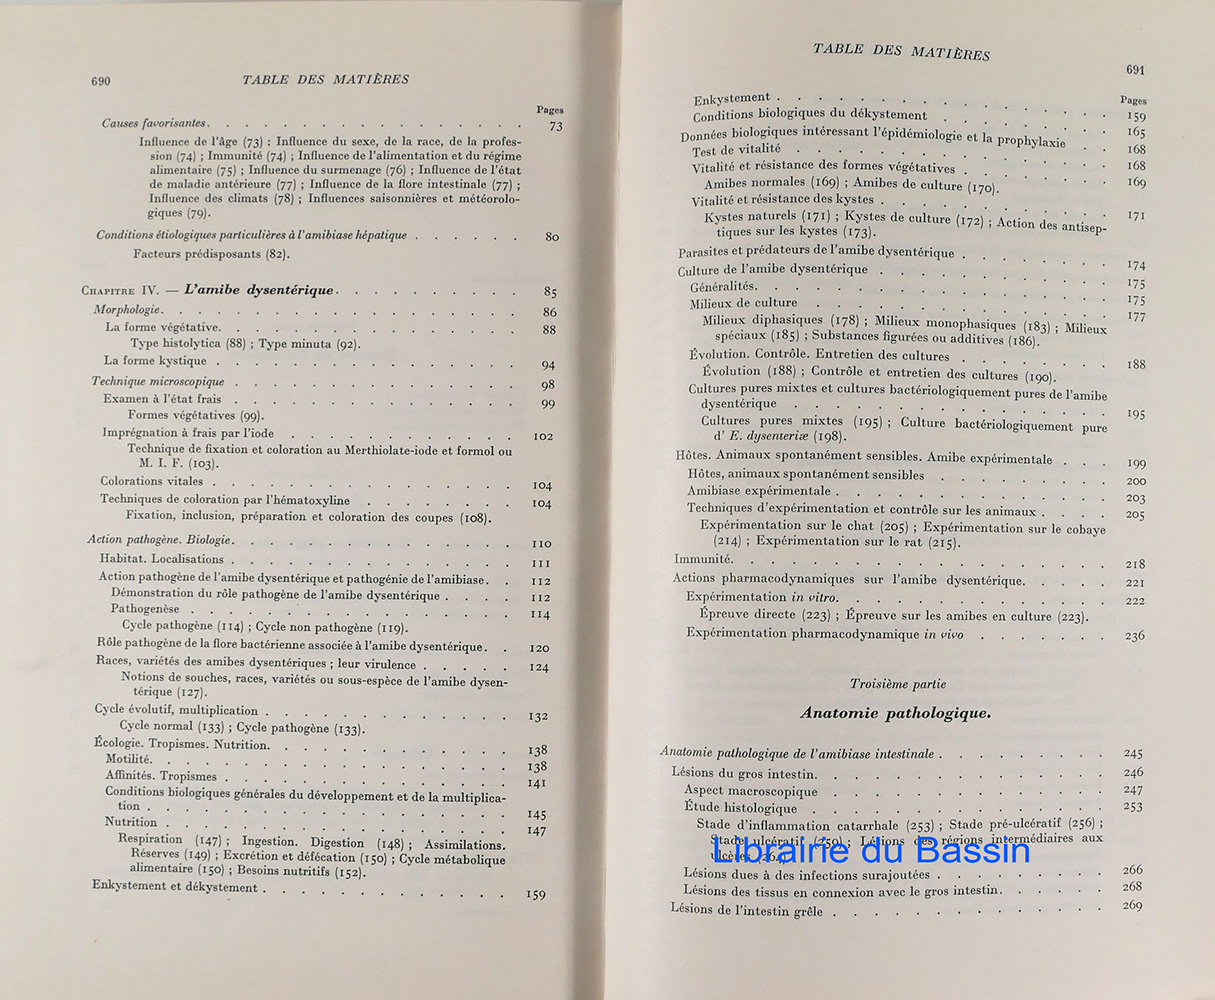 690 TABLE DES MATIÈRES
Pages
Causes favorisantes. . . . . . . . . . . . . . . . 73
Influence de l'âge (73) : Influence du sexe, de la race, de la profes-
sion (74) ; Immunité (74) ; Influence de l'alimentation et du régime
alimentaire (75) ; Influence du surmenage (76) ; Influence de l'état
de maladie antérieure (77) ; Influence de la flore intestinale (77) ;
Influence des climats (78) ; Influences saisonnières et météorolo-
giques (79).
Conditions étiologiques particulières à l'amibiase hépatique . . . . . . 80
Facteurs prédisposants (82).
CHAPITRE IV. — L'amibe dysentérique. . . . . . . . . . 85
Morphologie. . . . . . . . . . . . . . . . . . . 86
La forme végétative. . . . . . . . . . . . . . . . 88
Type histolytica (88) ; Type minuta (92).
La forme kystique . . . . . . . . . . . . . . . . 94
Technique microscopique . . . . . . . . . . . . . . . 98
Examen à l'état frais . . . . . . . . . . . . . . . 99
Formes végétatives (99).
Imprégnation à frais par l'iode . . . . . . . . . . . . 102
Technique de fixation et coloration au Merthiolate-iode et formol ou
M. I. F. (103).
Colorations vitales . . . . . . . . . . . . . . . . 104
Techniques de coloration par l'hématoxyline . . . . . . . . 104
Fixation, inclusion, préparation et coloration des coupes (108).
Action pathogène. Biologie. . . . . . . . . . . . . . . 110
Habitat. Localisations . . . . . . . . . . . . . . . 111
Action pathogène de l'amibe dysentérique et pathogénie de l'amibiase. . 112
Démonstration du rôle pathogène de l'amibe dysentérique . . . . 112
Pathogenèse . . . . . . . . . . . . . . . . . 114
Cycle pathogène (114) ; Cycle non pathogène (119).
Rôle pathogène de la flore bactérienne associée à l'amibe dysentérique. . 120
Races, variétés des amibes dysentériques ; leur virulence . . . . . 124
Notions de souches, races, variétés ou sous-espèce de l'amibe dysen-
térique (127).
Cycle évolutif, multiplication . . . . . . . . . . . . . 132
Cycle normal (133) ; Cycle pathogène (133).
Écologie. Tropismes. Nutrition. . . . . . . . . . . . . 138
Motilité. . . . . . . . . . . . . . . . . . . 138
Affinités. Tropismes . . . . . . . . . . . . . . . 141
Conditions biologiques générales du développement et de la multiplica-
tion . . . . . . . . . . . . . . . . . . . 145
Nutrition . . . . . . . . . . . . . . . . . . 147
Respiration (147) ; Ingestion. Digestion (148) ; Assimilations.
Réserves (149) ; Excrétion et défécation (150) ; Cycle métabolique
alimentaire (150) ; Besoins nutritifs (152).
Enkystement et dékystement . . . . . . . . . . . . . 159
TABLE DES MATIÈRES 691
Pages
Enkystement . . . . . . . . . . . . . . . . . 159
Conditions biologiques du dékystement . . . . . . . . . 165
Données biologiques intéressant l'épidémiologie et la prophylaxie . . 168
Test de vitalité . . . . . . . . . . . . . . . . 168
Vitalité et résistance des formes végétatives . . . . . . . . 169
Amibes normales (169) ; Amibes de culture (170).
Vitalité et résistance des kystes . . . . . . . . . . . . 171
Kystes naturels (171) ; Kystes de culture (172) ; Action des antisep-
tiques sur les kystes (173).
Parasites et prédateurs de l'amibe dysentérique . . . . . . . . 174
Culture de l'amibe dysentérique . . . . . . . . . . . . 175
Généralités. . . . . . . . . . . . . . . . . . 175
Milieux de culture . . . . . . . . . . . . . . . 177
Milieux diphasiques (178) ; Milieux monophasiques (183) ; Milieux
spéciaux (185) ; Substances figurées ou additives (186).
Évolution. Contrôle. Entretien des cultures . . . . . . . . 188
Évolution (188) ; Contrôle et entretien des cultures (190).
Cultures pures mixtes et cultures bactériologiquement pures de l'amibe
dysentérique . . . . . . . . . . . . . . . . 195
Cultures pures mixtes (195) ; Culture bactériologiquement pure
d' E. dysenteriæ (198).
Hôtes. Animaux spontanément sensibles. Amibe expérimentale . . . 199
Hôtes, animaux spontanément sensibles . . . . . . . . . 200
Amibiase expérimentale . . . . . . . . . . . . . . 203
Techniques d'expérimentation et contrôle sur les animaux . . . . 205
Expérimentation sur le chat (205) ; Expérimentation sur le cobaye
(214) ; Expérimentation sur le rat (215).
Immunité. . . . . . . . . . . . . . . . . . . 218
Actions pharmacodynamiques sur l'amibe dysentérique. . . . . 221
Expérimentation in vitro. . . . . . . . . . . . . . 222
Épreuve directe (223) ; Épreuve sur les amibes en culture (223).
Expérimentation pharmacodynamique in vivo . . . . . . . 236
Troisième partie
Anatomie pathologique.
Anatomie pathologique de l'amibiase intestinale . . . . . . . . . 245
Lésions du gros intestin. . . . . . . . . . . . . . . 246
Aspect macroscopique . . . . . . . . . . . . . . 247
Étude histologique . . . . . . . . . . . . . . . 253
Stade d'inflammation catarrhale (253) ; Stade pré-ulcératif (256) ;
Stade ulcératif (259) ; Lésions des régions intermédiaires aux
ulcères (264)
Librairie du Bassin
Lésions dues à des infections surajoutées . . . . . . . . . 266
Lésions des tissus en connexion avec le gros intestin. . . . . . 268
Lésions de l'intestin grêle . . . . . . . . . . . . . . 269